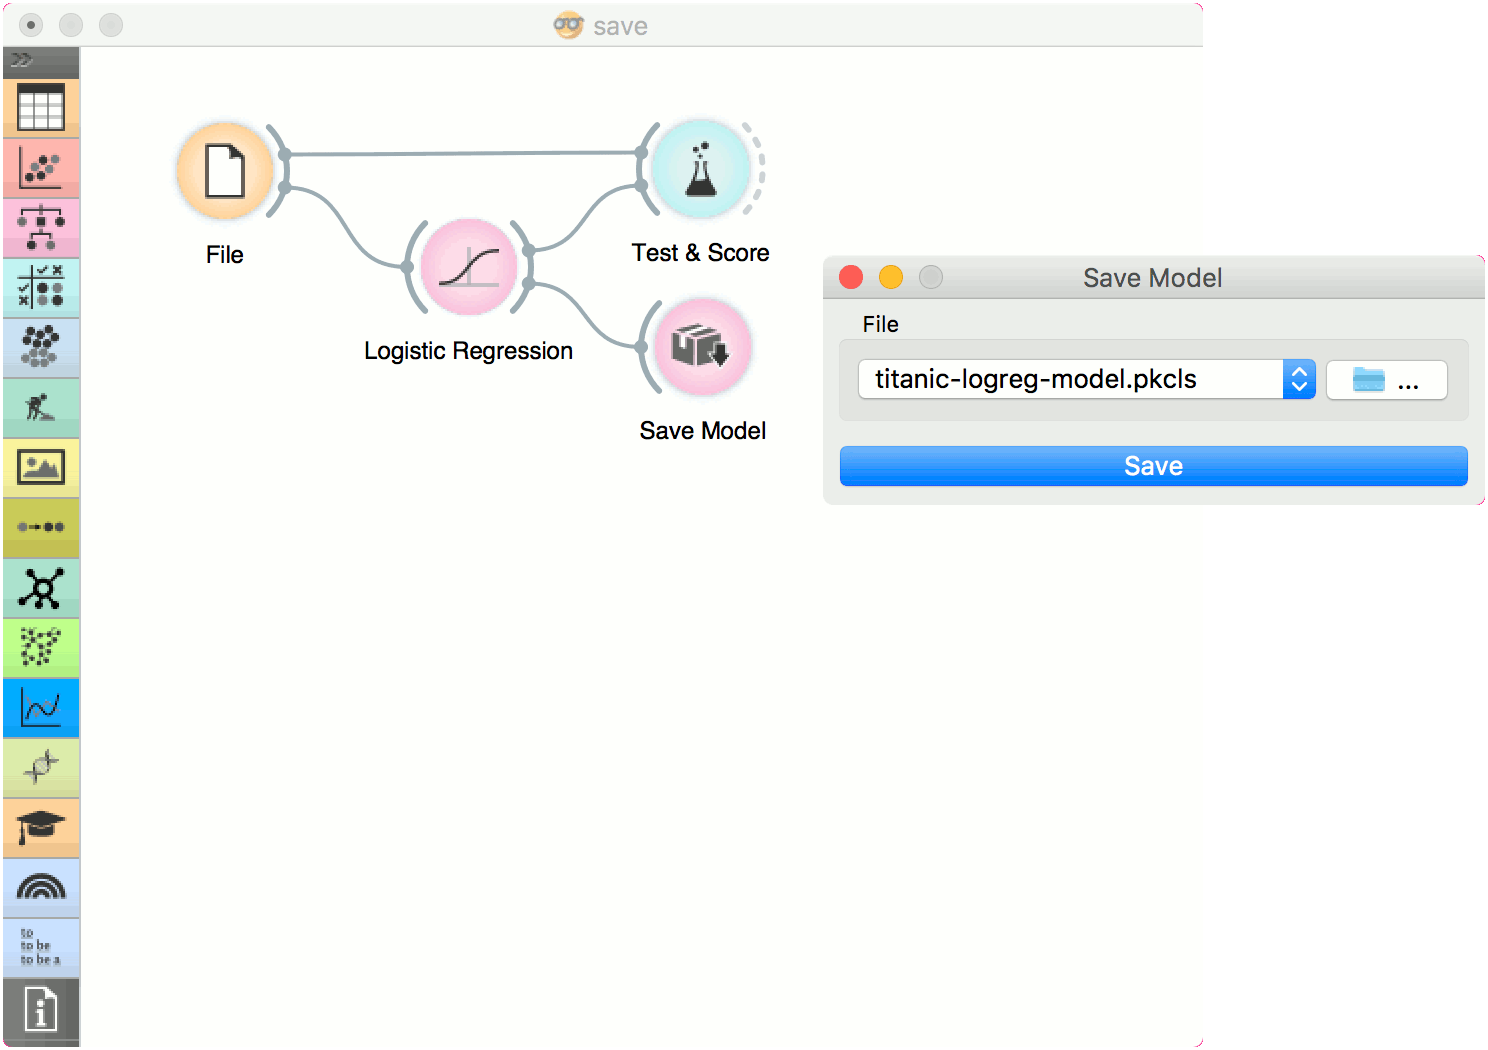 save
File
Test & Score
Logistic Regression
Save Model
Save Model
File
titanic-logreg-model.pkcls
...
Save
to
to be
to be a
i